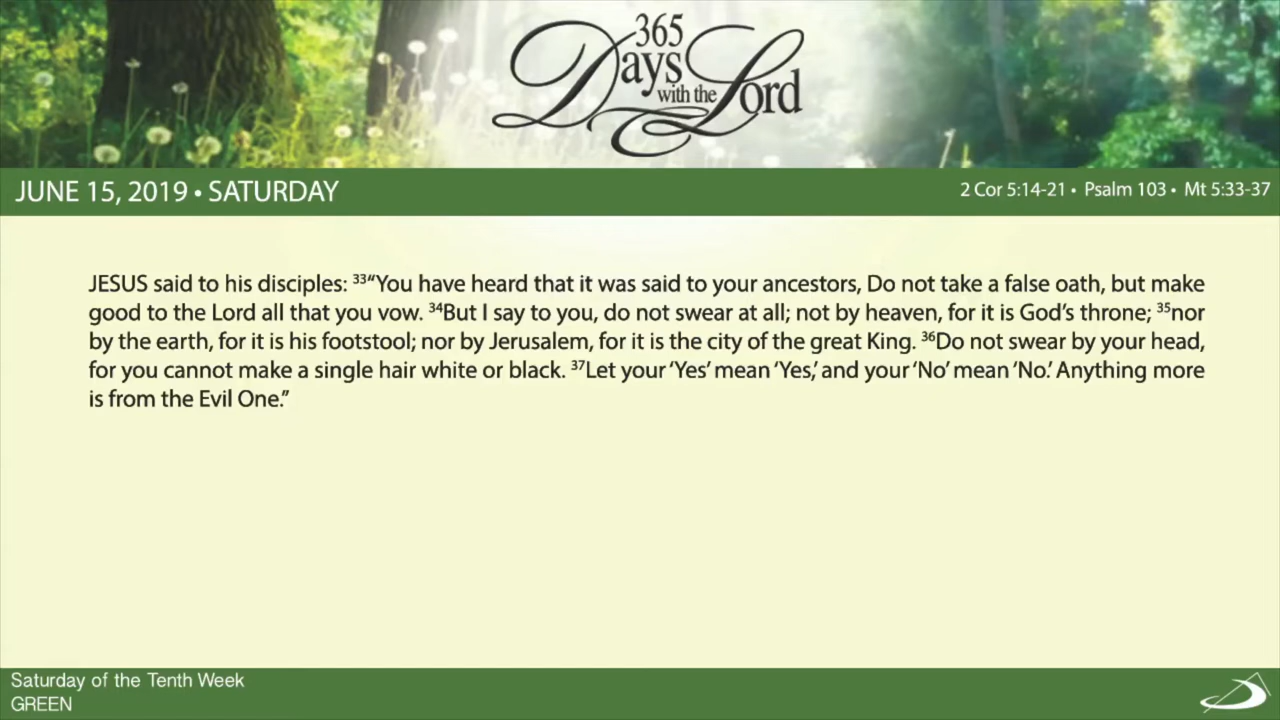 365
Days
with the Lord
JUNE 15, 2019 • SATURDAY
2 Cor 5:14-21 • Psalm 103 • Mt 5:33-37
JESUS said to his disciples: ³³“You have heard that it was said to your ancestors, Do not take a false oath, but make
good to the Lord all that you vow. ³⁴But I say to you, do not swear at all; not by heaven, for it is God’s throne; ³⁵nor
by the earth, for it is his footstool; nor by Jerusalem, for it is the city of the great King. ³⁶Do not swear by your head,
for you cannot make a single hair white or black. ³⁷Let your ‘Yes’ mean ‘Yes,’ and your ‘No’ mean ‘No.’ Anything more
is from the Evil One.”
Saturday of the Tenth Week
GREEN